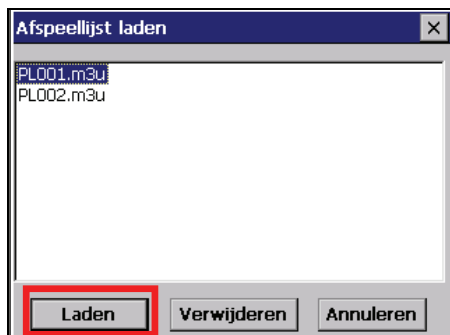 Afspeellijst laden
PL001.m3u
PL002.m3u
Laden Verwijderen Annuleren